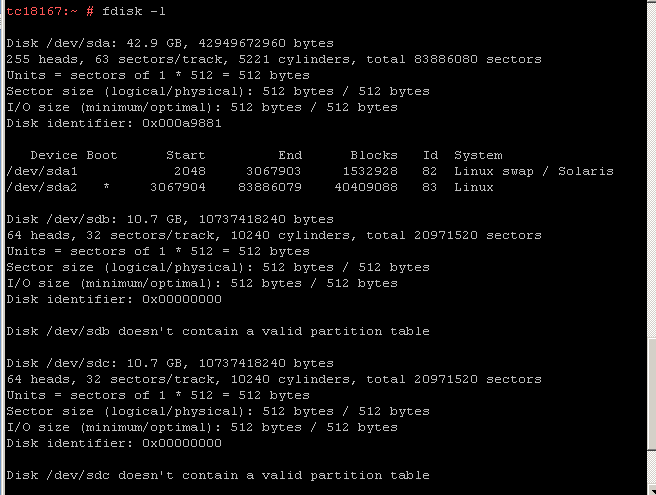 tc18167:~ # fdisk -l
Disk /dev/sda: 42.9 GB, 42949672960 bytes
255 heads, 63 sectors/track, 5221 cylinders, total 83886080 sectors
Units = sectors of 1 * 512 = 512 bytes
Sector size (logical/physical): 512 bytes / 512 bytes
I/O size (minimum/optimal): 512 bytes / 512 bytes
Disk identifier: 0x000a9881
Device Boot Start End Blocks Id System
/dev/sda1 2048 3067903 1532928 82 Linux swap / Solaris
/dev/sda2 * 3067904 83886079 40409088 83 Linux
Disk /dev/sdb: 10.7 GB, 10737418240 bytes
64 heads, 32 sectors/track, 10240 cylinders, total 20971520 sectors
Units = sectors of 1 * 512 = 512 bytes
Sector size (logical/physical): 512 bytes / 512 bytes
I/O size (minimum/optimal): 512 bytes / 512 bytes
Disk identifier: 0x00000000
Disk /dev/sdb doesn't contain a valid partition table
Disk /dev/sdc: 10.7 GB, 10737418240 bytes
64 heads, 32 sectors/track, 10240 cylinders, total 20971520 sectors
Units = sectors of 1 * 512 = 512 bytes
Sector size (logical/physical): 512 bytes / 512 bytes
I/O size (minimum/optimal): 512 bytes / 512 bytes
Disk identifier: 0x00000000
Disk /dev/sdc doesn't contain a valid partition table